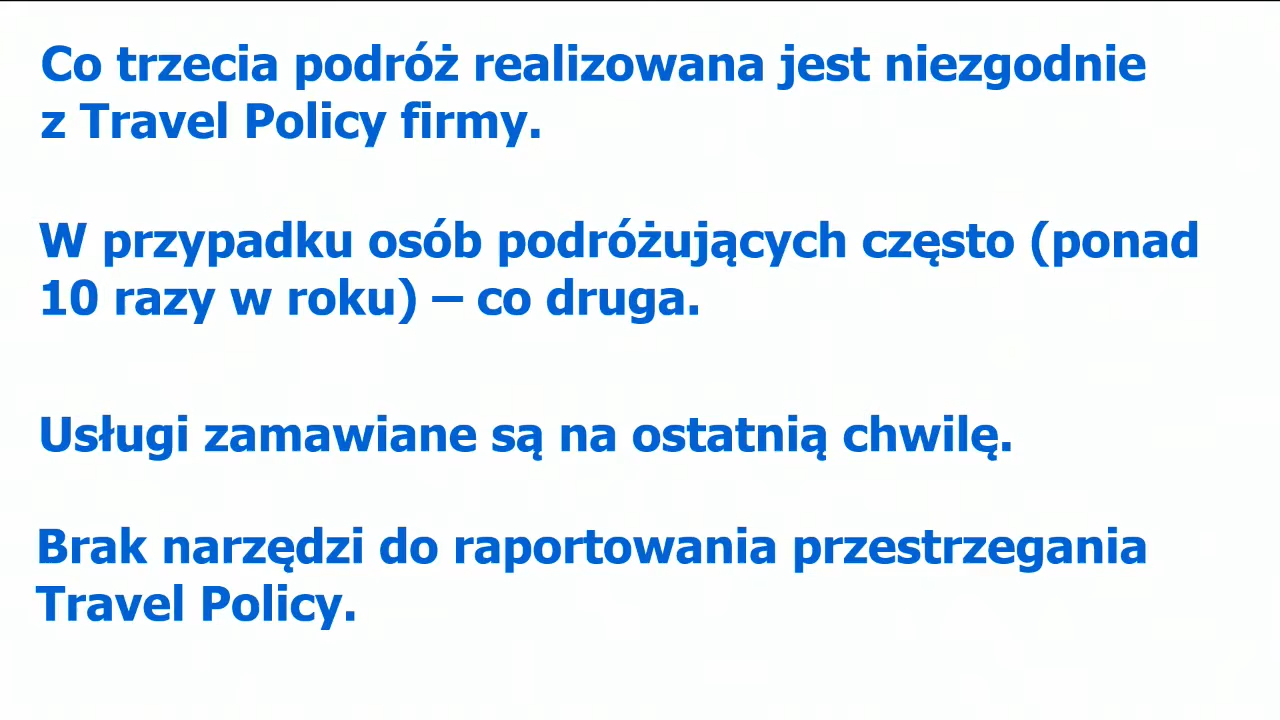 Co trzecia podróż realizowana jest niezgodnie
z Travel Policy firmy.
W przypadku osób podróżujących często (ponad
10 razy w roku) – co druga.
Usługi zamawiane są na ostatnią chwilę.
Brak narzędzi do raportowania przestrzegania
Travel Policy.